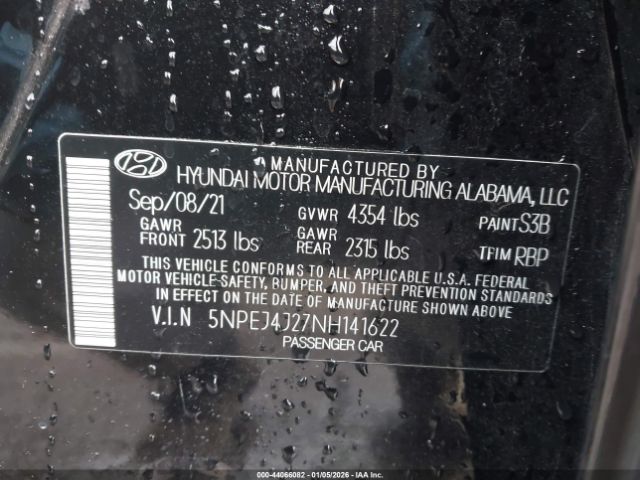 MANUFACTURED BY
HYUNDAI MOTOR MANUFACTURING ALABAMA, LLC
Sep/08/21 GVWR 4354 lbs PAINT S3B
GAWR FRONT 2513 lbs GAWR REAR 2315 lbs TRIM RBP
THIS VEHICLE CONFORMS TO ALL APPLICABLE U.S.A. FEDERAL
MOTOR VEHICLE-SAFETY, BUMPER, AND THEFT PREVENTION STANDARDS
IN EFFECT ON THE DATE OF MANUFACTURE SHOWN ABOVE.
V.I.N 5NPEJ4J27NH141622
PASSENGER CAR
000-44066082 - 01/05/2026 - COPYRIGHT IAA, LLC